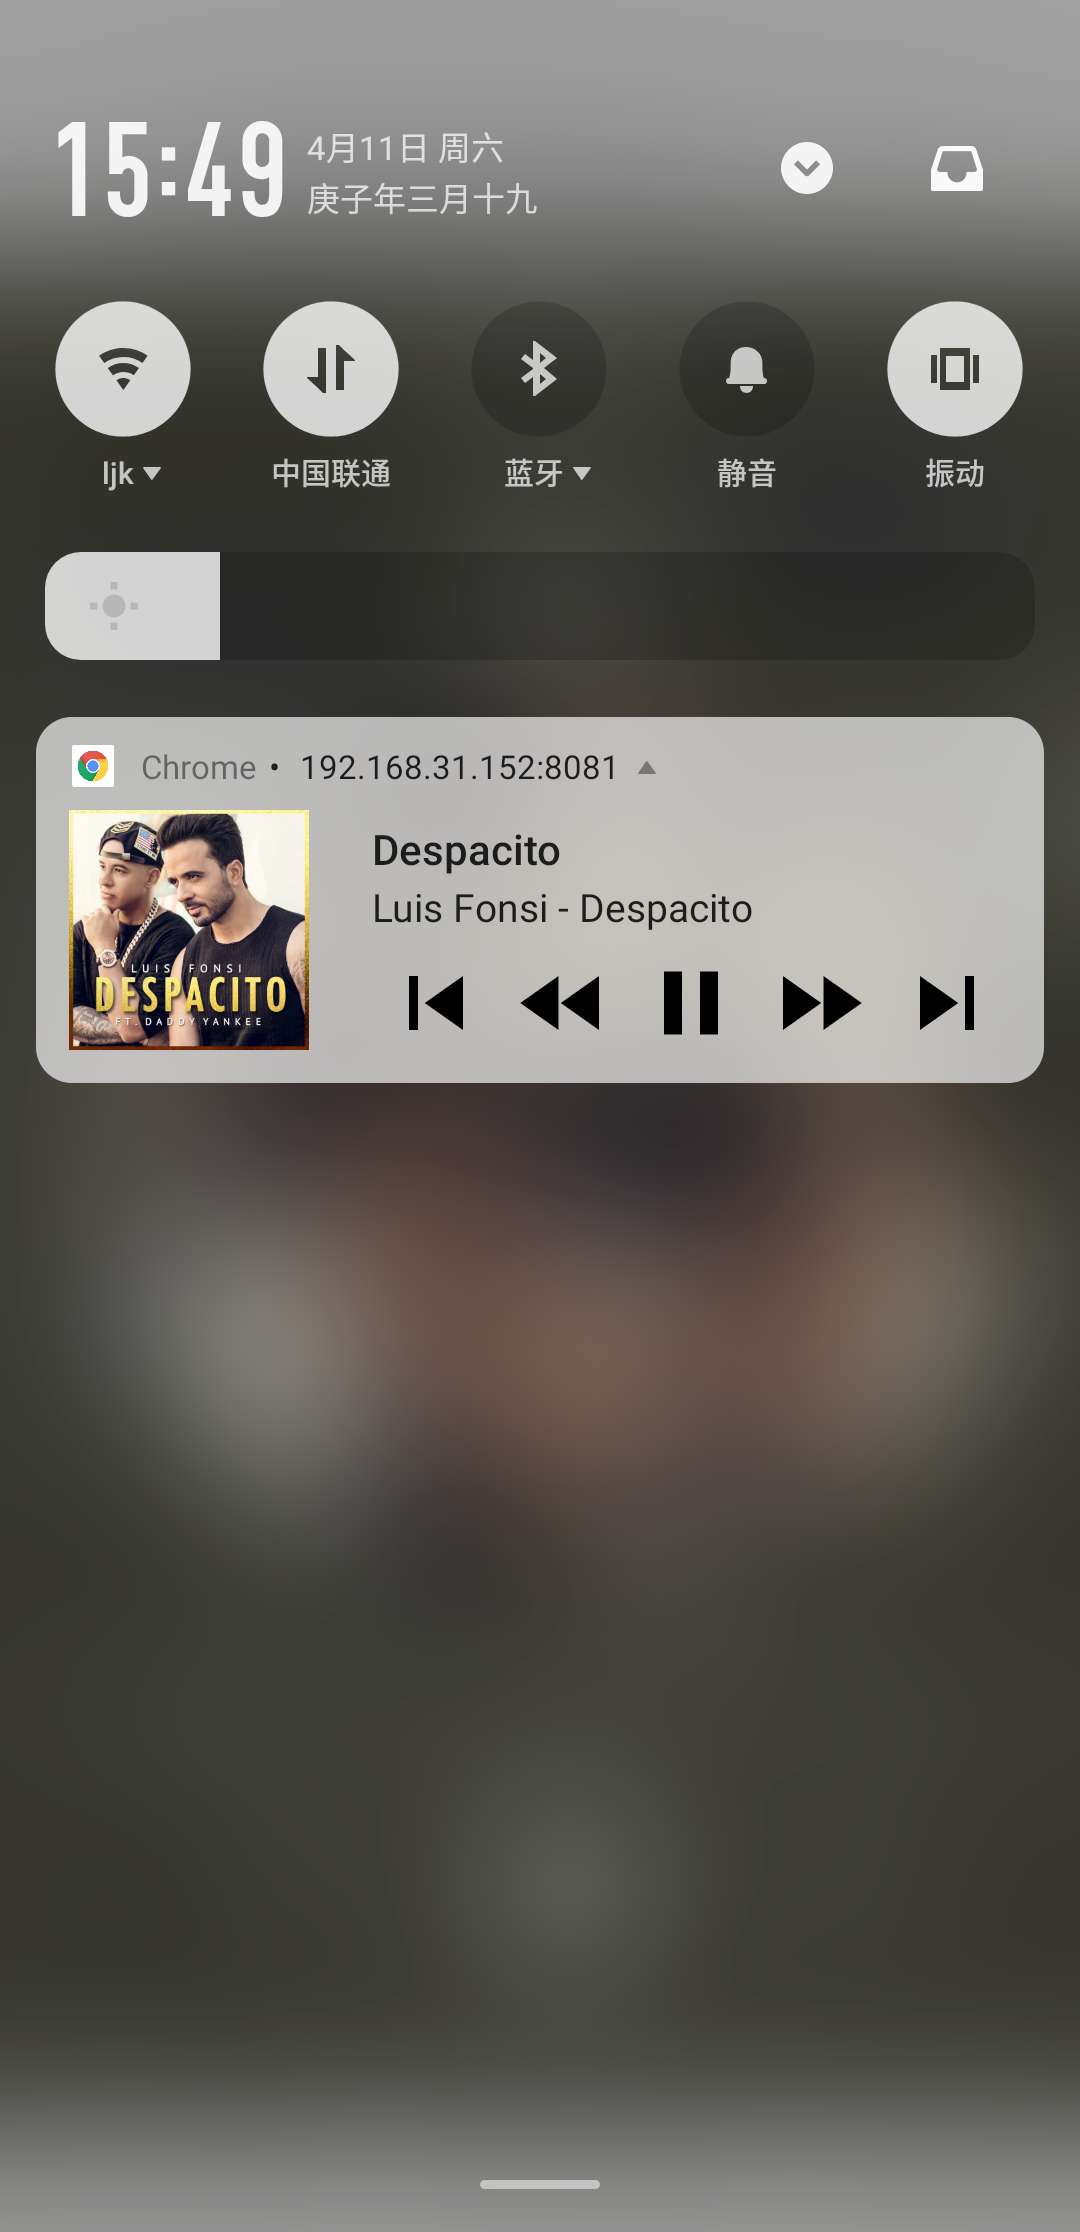 15:49
4月11日 周六
庚子年三月十九
ljk
中国联通
蓝牙
静音
振动
Chrome • 192.168.31.152:8081
Despacito
Luis Fonsi - Despacito
LUIS FONSI
DESPACITO
FT. DADDY YANKEE